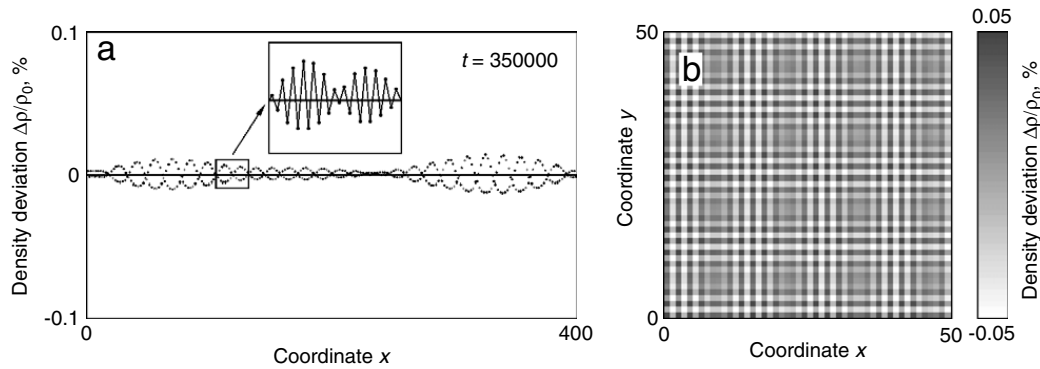 0.1
a
t = 350000
Density deviation Δρ/ρ0, %
0
-0.1
0
400
Coordinate x
50
b
Coordinate y
0
0
50
Coordinate x
0.05
Density deviation Δρ/ρ0, %
-0.05